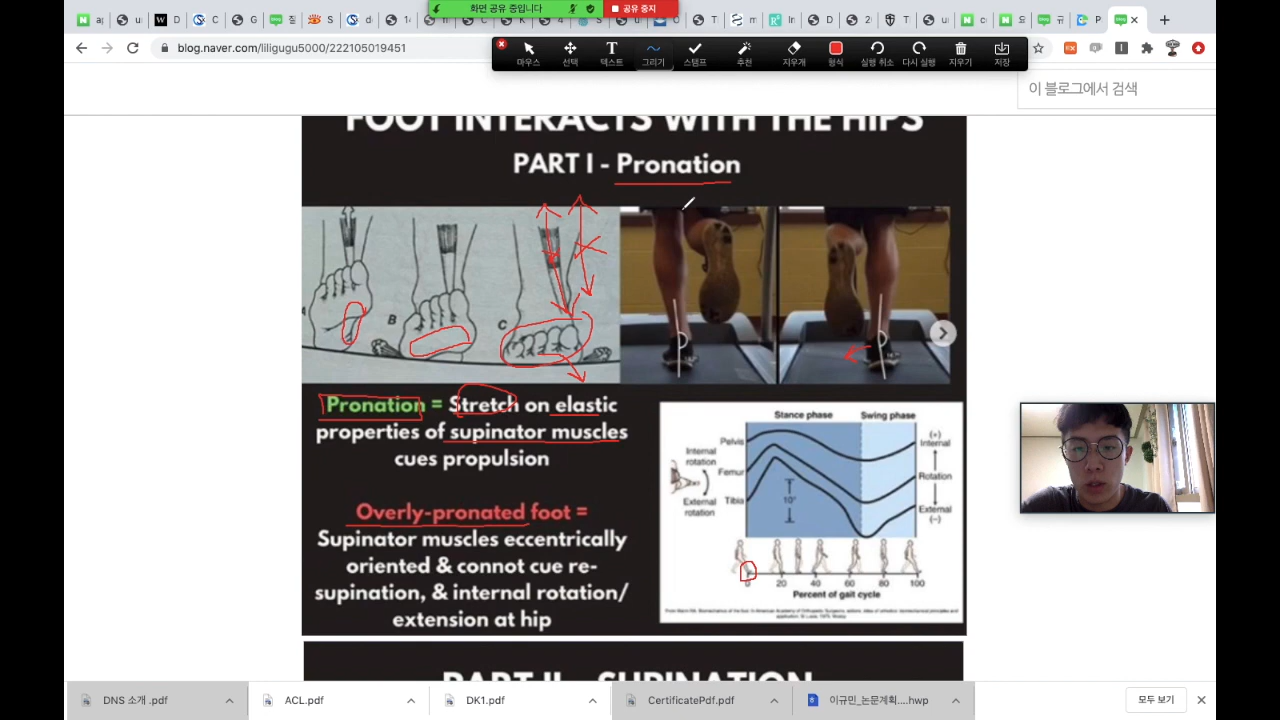 화면 공유 중입니다
공유 중지
blog.naver.com/liligugu5000/222105019451
마우스
선택
텍스트
그리기
스탬프
추천
지우개
형식
실행 취소
다시 실행
지우기
저장
이 블로그에서 검색
FOOT INTERACTS WITH THE HIPS
PART I - Pronation
B
C
Pronation = Stretch on elastic
properties of supinator muscles
cues propulsion
Overly-pronated foot =
Supinator muscles eccentrically
oriented & connot cue re-
supination, & internal rotation/
extension at hip
Stance phase
Swing phase
Pelvis
Femur
Tibia
Internal
rotation
External
rotation
10°
(+)
Internal
Rotation
External
(−)
0 20 40 60 80 100
Percent of gait cycle
PART II - SUPINATION
DNS 소개 .pdf
ACL.pdf
DK1.pdf
CertificatePdf.pdf
이규민_논문계획....hwp
모두 보기